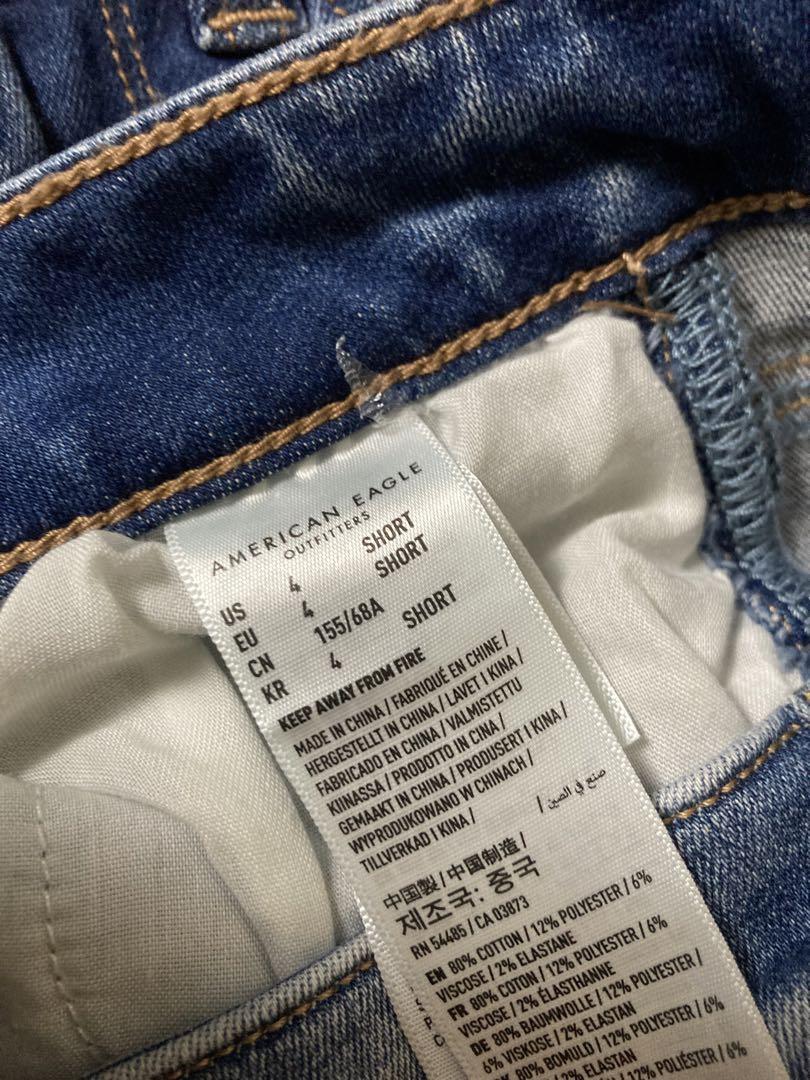 AMERICAN EAGLE
OUTFITTERS
US 4 SHORT
EU 4 SHORT
CN 155/68A
KR 4 SHORT
KEEP AWAY FROM FIRE
MADE IN CHINA / FABRIQUÉ EN CHINE /
HERGESTELLT IN CHINA / LAVET I KINA /
FABRICADO EN CHINA / VALMISTETTU
KIINASSA / PRODOTTO IN CINA /
GEMAAKT IN CHINA / PRODUSERT I KINA /
WYPRODUKOWANO W CHINACH /
TILLVERKAD I KINA / صنع في الصين /
中国製 / 中国制造 /
제조국: 중국
RN 54485 / CA 03873
EN 80% COTTON / 12% POLYESTER / 6%
VISCOSE / 2% ELASTANE
FR 80% COTON / 12% POLYESTER / 6%
VISCOSE / 2% ÉLASTHANNE
DE 80% BAUMWOLLE / 12% POLYESTER /
6% VISKOSE / 2% ELASTAN
80% BOMULD / 12% POLYESTER / 6%
VISKOSE / 2% ELASTAN
12% POLIÉSTER / 6%